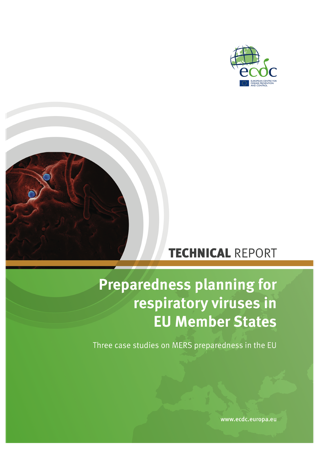 ecdc
EUROPEAN CENTRE FOR
DISEASE PREVENTION
AND CONTROL
TECHNICAL REPORT
Preparedness planning for
respiratory viruses in
EU Member States
Three case studies on MERS preparedness in the EU
www.ecdc.europa.eu